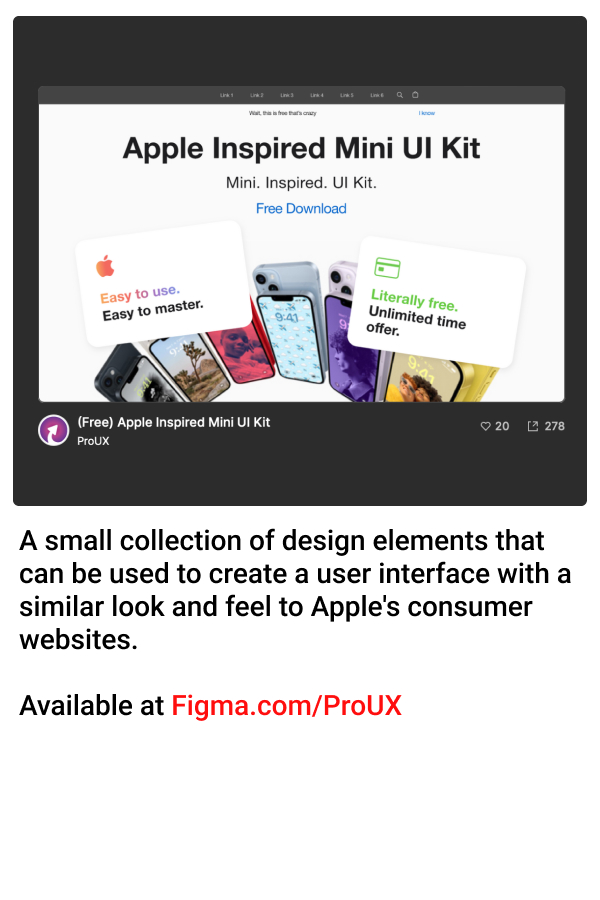 Link 1 Link 2 Link 3 Link 4 Link 5 Link 6
Wait, this is free that's crazy I know
Apple Inspired Mini UI Kit
Mini. Inspired. UI Kit.
Free Download
Easy to use.
Easy to master.
Literally free.
Unlimited time
offer.
9:41
(Free) Apple Inspired Mini UI Kit
ProUX
20 278
A small collection of design elements that
can be used to create a user interface with a
similar look and feel to Apple's consumer
websites.
Available at Figma.com/ProUX